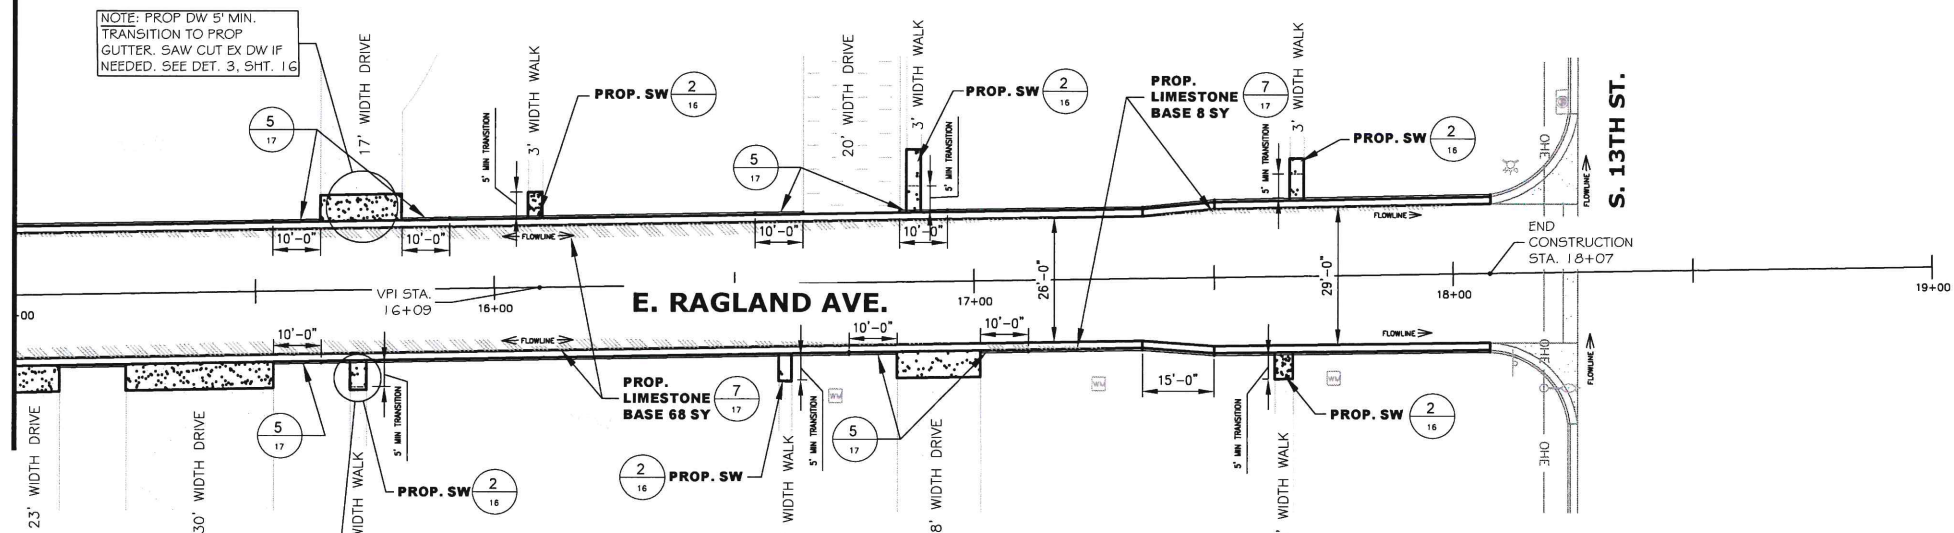 NOTE: PROP DW 5' MIN.
TRANSITION TO PROP
GUTTER. SAW CUT EX DW IF
NEEDED. SEE DET. 3, SHT. 16
17' WIDTH DRIVE
5
17
5' MIN TRANSITION
3' WIDTH WALK
PROP. SW
2
16
20' WIDTH DRIVE
5
17
3' WIDTH WALK
5' MIN TRANSITION
PROP. SW
2
16
PROP.
LIMESTONE
BASE 8 SY
7
17
3' WIDTH WALK
5' MIN TRANSITION
PROP. SW
2
16
OHE
S. 13TH ST.
FLOWLINE
10'-0"
10'-0"
FLOWLINE
10'-0"
10'-0"
FLOWLINE
END
CONSTRUCTION
STA. 18+07
26'-0"
29'-0"
VPI STA.
16+09
E. RAGLAND AVE.
00
16+00
17+00
18+00
19+00
10'-0"
FLOWLINE
10'-0"
10'-0"
FLOWLINE
15'-0"
OHE
FLOWLINE
23' WIDTH DRIVE
30' WIDTH DRIVE
5
17
WIDTH WALK
5' MIN TRANSITION
PROP. SW
2
16
PROP.
LIMESTONE
BASE 68 SY
7
17
2
16
PROP. SW
WIDTH WALK
5' MIN TRANSITION
WM
5
17
8' WIDTH DRIVE
WM
5' MIN TRANSITION
' WIDTH WALK
WM
PROP. SW
2
16
OHE